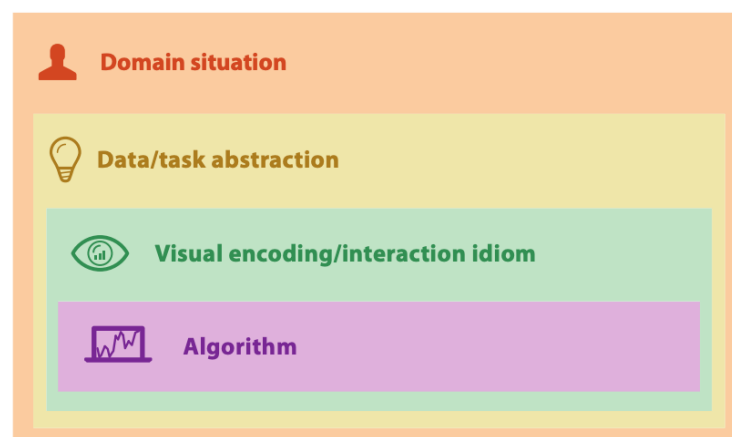 Domain situation
Data/task abstraction
Visual encoding/interaction idiom
Algorithm